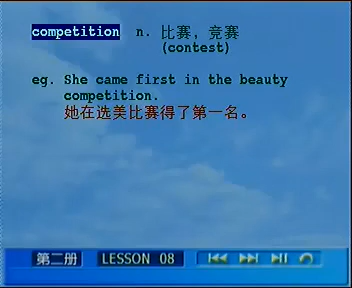 competition n. 比赛, 竞赛
(contest)
eg. She came first in the beauty
competition.
她在选美比赛得了第一名。
第二册 LESSON 08